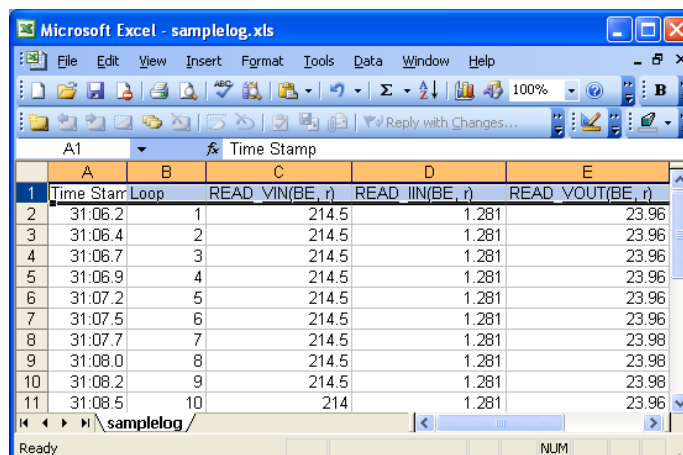 Microsoft Excel - samplelog.xls
File Edit View Insert Format Tools Data Window Help
ABC Σ A Z 100% B
Reply with Changes...
A1 fx Time Stamp
A B C D E
1 Time Stam Loop READ_VIN(BE, r) READ_IIN(BE, r) READ_VOUT(BE, r)
2 31:06.2 1 214.5 1.281 23.96
3 31:06.4 2 214.5 1.281 23.96
4 31:06.7 3 214.5 1.281 23.96
5 31:06.9 4 214.5 1.281 23.96
6 31:07.2 5 214.5 1.281 23.96
7 31:07.5 6 214.5 1.281 23.96
8 31:07.7 7 214.5 1.281 23.98
9 31:08.0 8 214.5 1.281 23.98
10 31:08.2 9 214.5 1.281 23.98
11 31:08.5 10 214 1.281 23.96
samplelog
Ready NUM